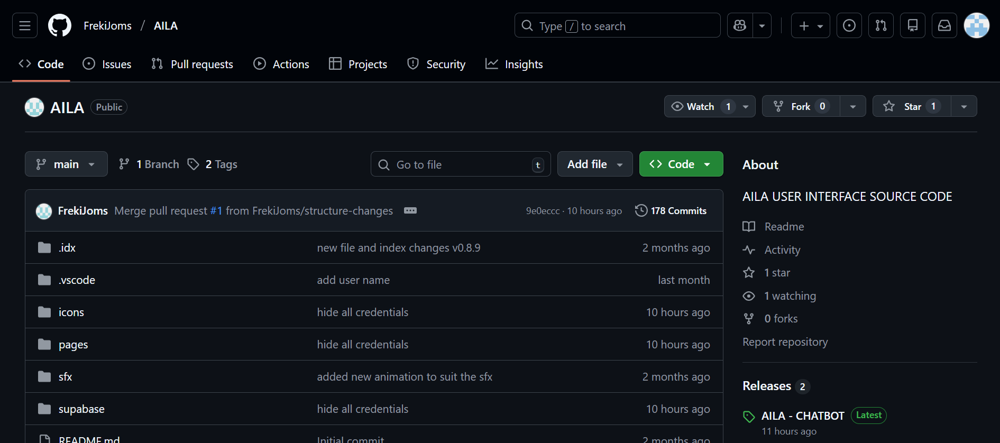 FrekiJoms / AILA
Type / to search
Code Issues Pull requests Actions Projects Security Insights
AILA Public
Watch 1 Fork 0 Star 1
main 1 Branch 2 Tags Go to file t Add file Code
FrekiJoms Merge pull request #1 from FrekiJoms/structure-changes 9e0eccc · 10 hours ago 178 Commits
.idx new file and index changes v0.8.9 2 months ago
.vscode add user name last month
icons hide all credentials 10 hours ago
pages hide all credentials 10 hours ago
sfx added new animation to suit the sfx 2 months ago
supabase hide all credentials 10 hours ago
README.md Initial commit 2 months ago
About
AILA USER INTERFACE SOURCE CODE
Readme
Activity
1 star
1 watching
0 forks
Report repository
Releases 2
AILA - CHATBOT Latest
11 hours ago